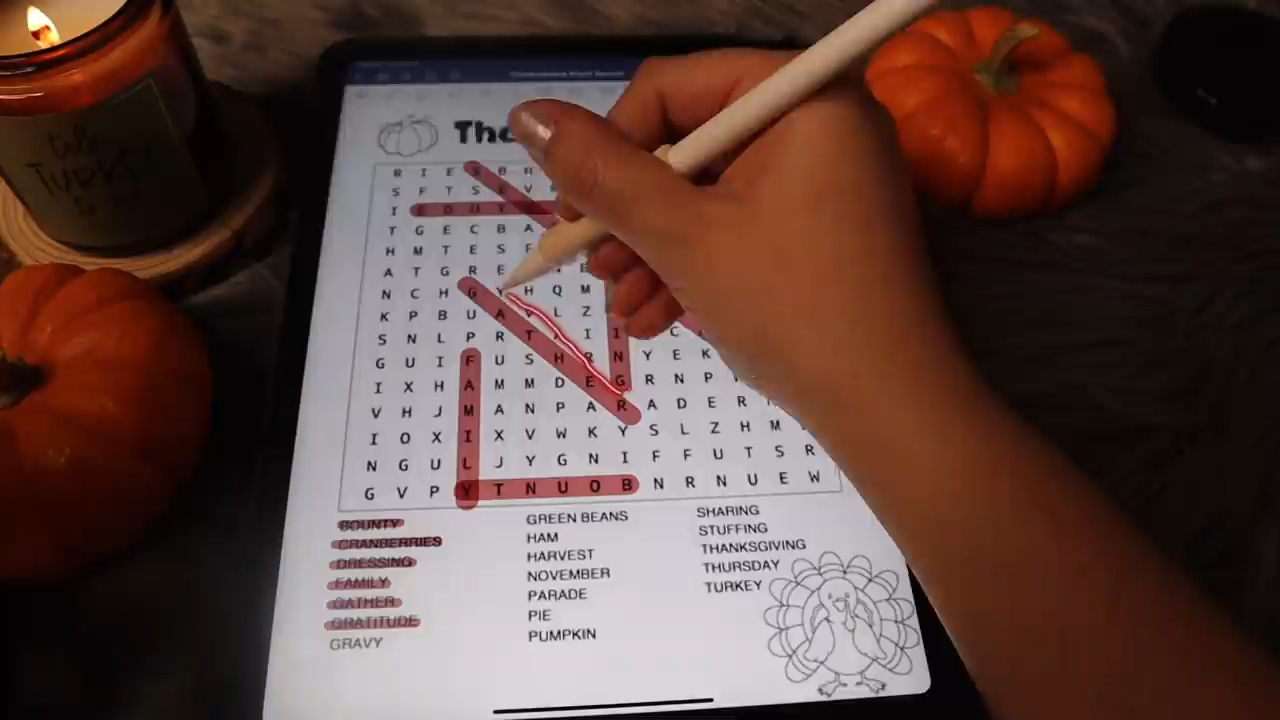 The
R I E S B H
S F T S E V
I E D U T
T G E C B A
H M T E S F
A T G R E
N C H G Y H Q M
K P B U A V L Z
S N L P R T A I I C
G U I F U S H R N Y E K
I X H A M M D E G R N P
V H J M A N P A R A D E R
I O X I X V W K Y S L Z H M
N G U L J Y G N I F F U T S R
G V P Y T N U O B N R N U E W
BOUNTY GREEN BEANS SHARING
CRANBERRIES HAM STUFFING
DRESSING HARVEST THANKSGIVING
FAMILY NOVEMBER THURSDAY
GATHER PARADE TURKEY
GRATITUDE PIE
GRAVY PUMPKIN